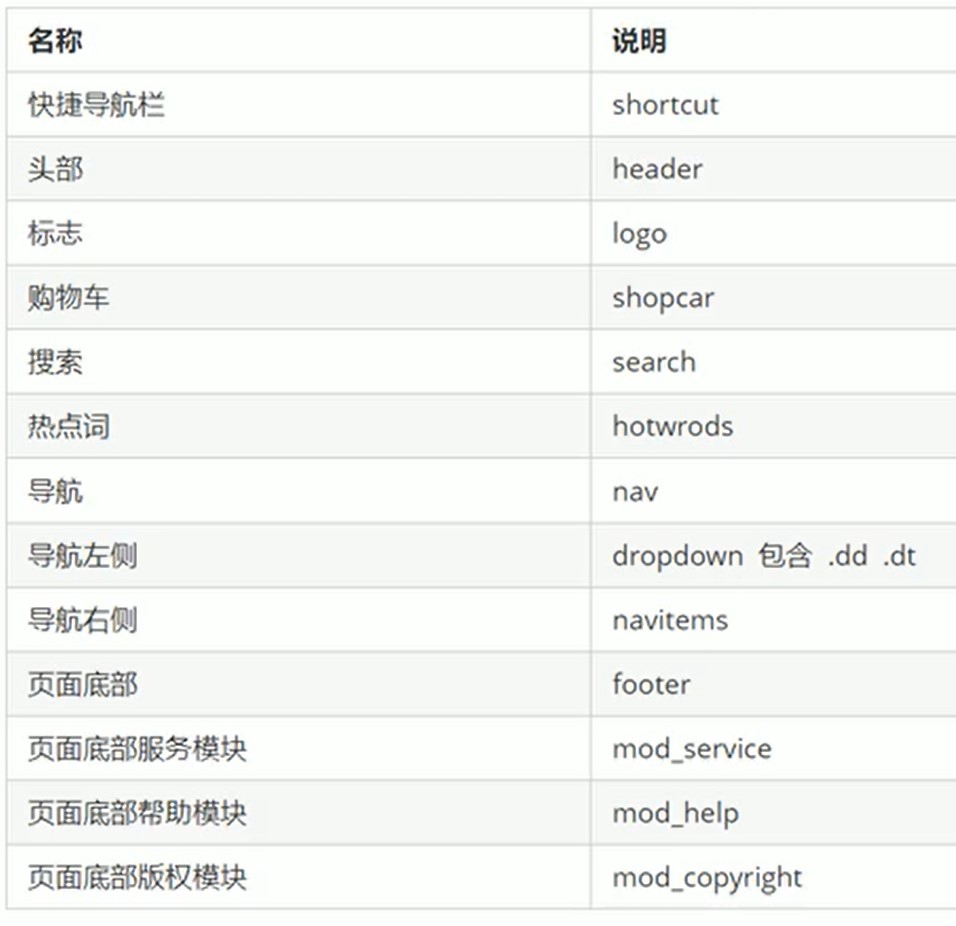 名称 说明
快捷导航栏 shortcut
头部 header
标志 logo
购物车 shopcar
搜索 search
热点词 hotwrods
导航 nav
导航左侧 dropdown 包含 .dd .dt
导航右侧 navitems
页面底部 footer
页面底部服务模块 mod_service
页面底部帮助模块 mod_help
页面底部版权模块 mod_copyright